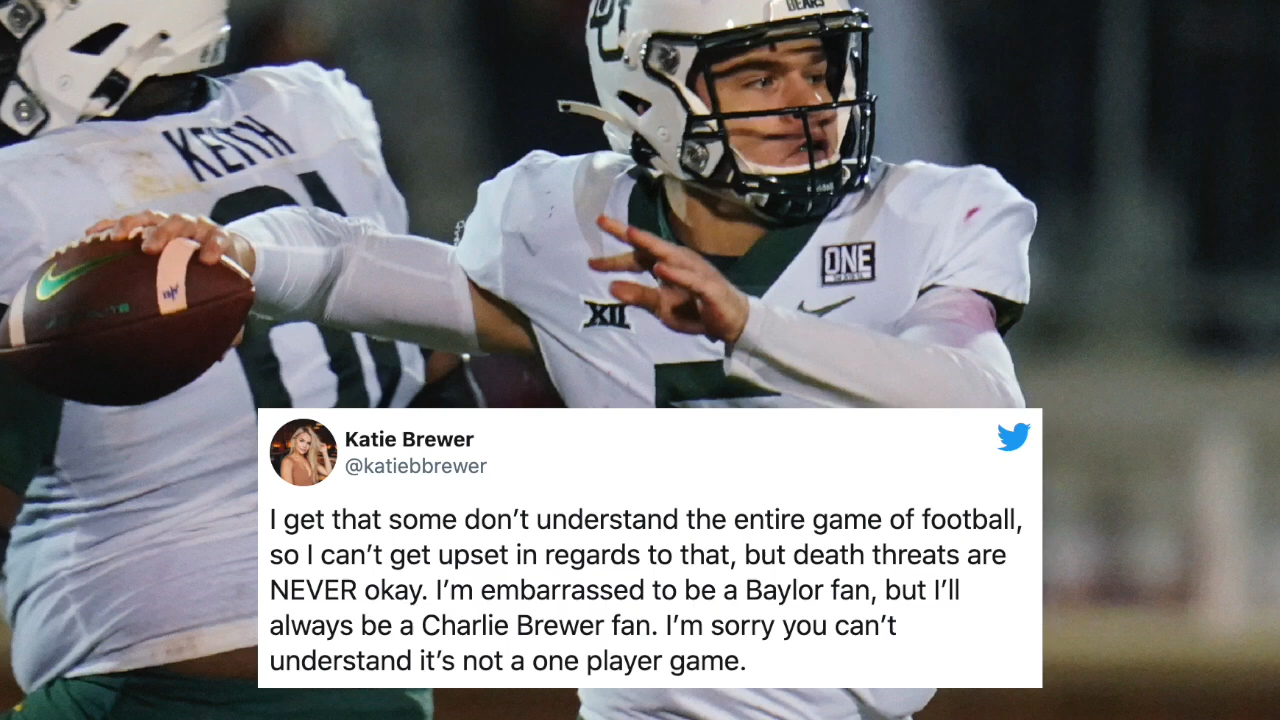 BEARS
BU
KEITH
ONE
XII
Katie Brewer
@katiebbrewer
I get that some don’t understand the entire game of football,
so I can’t get upset in regards to that, but death threats are
NEVER okay. I’m embarrassed to be a Baylor fan, but I’ll
always be a Charlie Brewer fan. I’m sorry you can’t
understand it’s not a one player game.